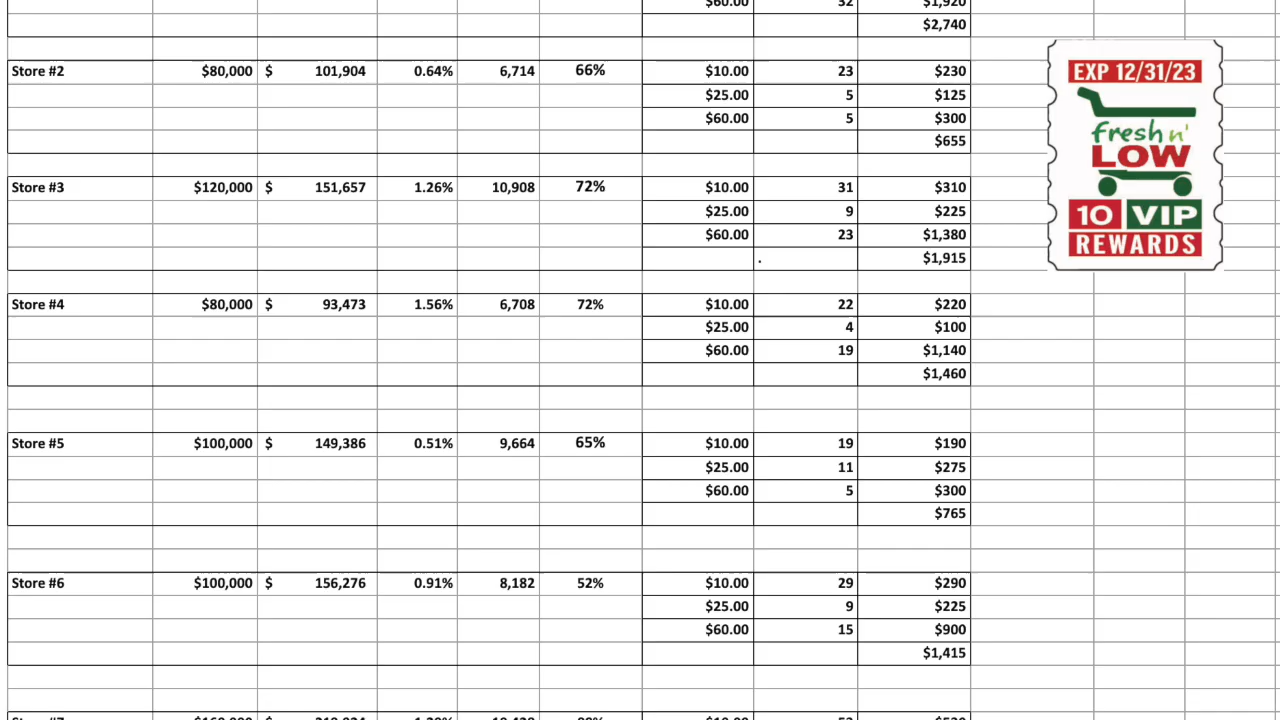 $60.00 32 $1,920
$2,740
Store #2 $80,000 $ 101,904 0.64% 6,714 66% $10.00 23 $230
$25.00 5 $125
$60.00 5 $300
$655
Store #3 $120,000 $ 151,657 1.26% 10,908 72% $10.00 31 $310
$25.00 9 $225
$60.00 23 $1,380
. $1,915
Store #4 $80,000 $ 93,473 1.56% 6,708 72% $10.00 22 $220
$25.00 4 $100
$60.00 19 $1,140
$1,460
Store #5 $100,000 $ 149,386 0.51% 9,664 65% $10.00 19 $190
$25.00 11 $275
$60.00 5 $300
$765
Store #6 $100,000 $ 156,276 0.91% 8,182 52% $10.00 29 $290
$25.00 9 $225
$60.00 15 $900
$1,415
Store #7 $ $10.00
EXP 12/31/23
fresh n'
LOW
10 VIP
REWARDS